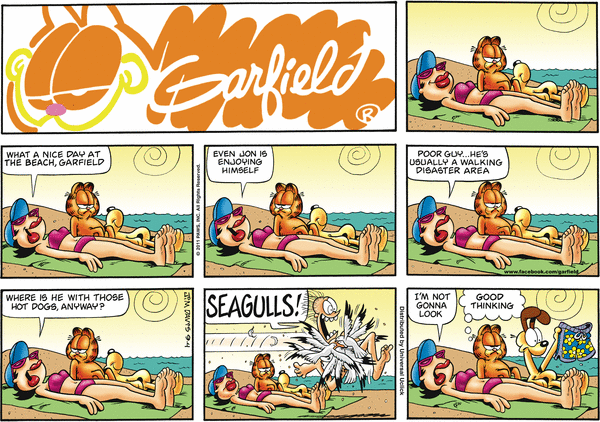 Garfield
®
WHAT A NICE DAY AT
THE BEACH, GARFIELD
© 2011 PAWS, INC. All Rights Reserved.
EVEN JON IS
ENJOYING
HIMSELF
POOR GUY...HE'S
USUALLY A WALKING
DISASTER AREA
www.facebook.com/garfield
WHERE IS HE WITH THOSE
HOT DOGS, ANYWAY?
JIM DAVIS 9-4
SEAGULLS!
Distributed by Universal Uclick
I'M NOT
GONNA
LOOK
GOOD
THINKING